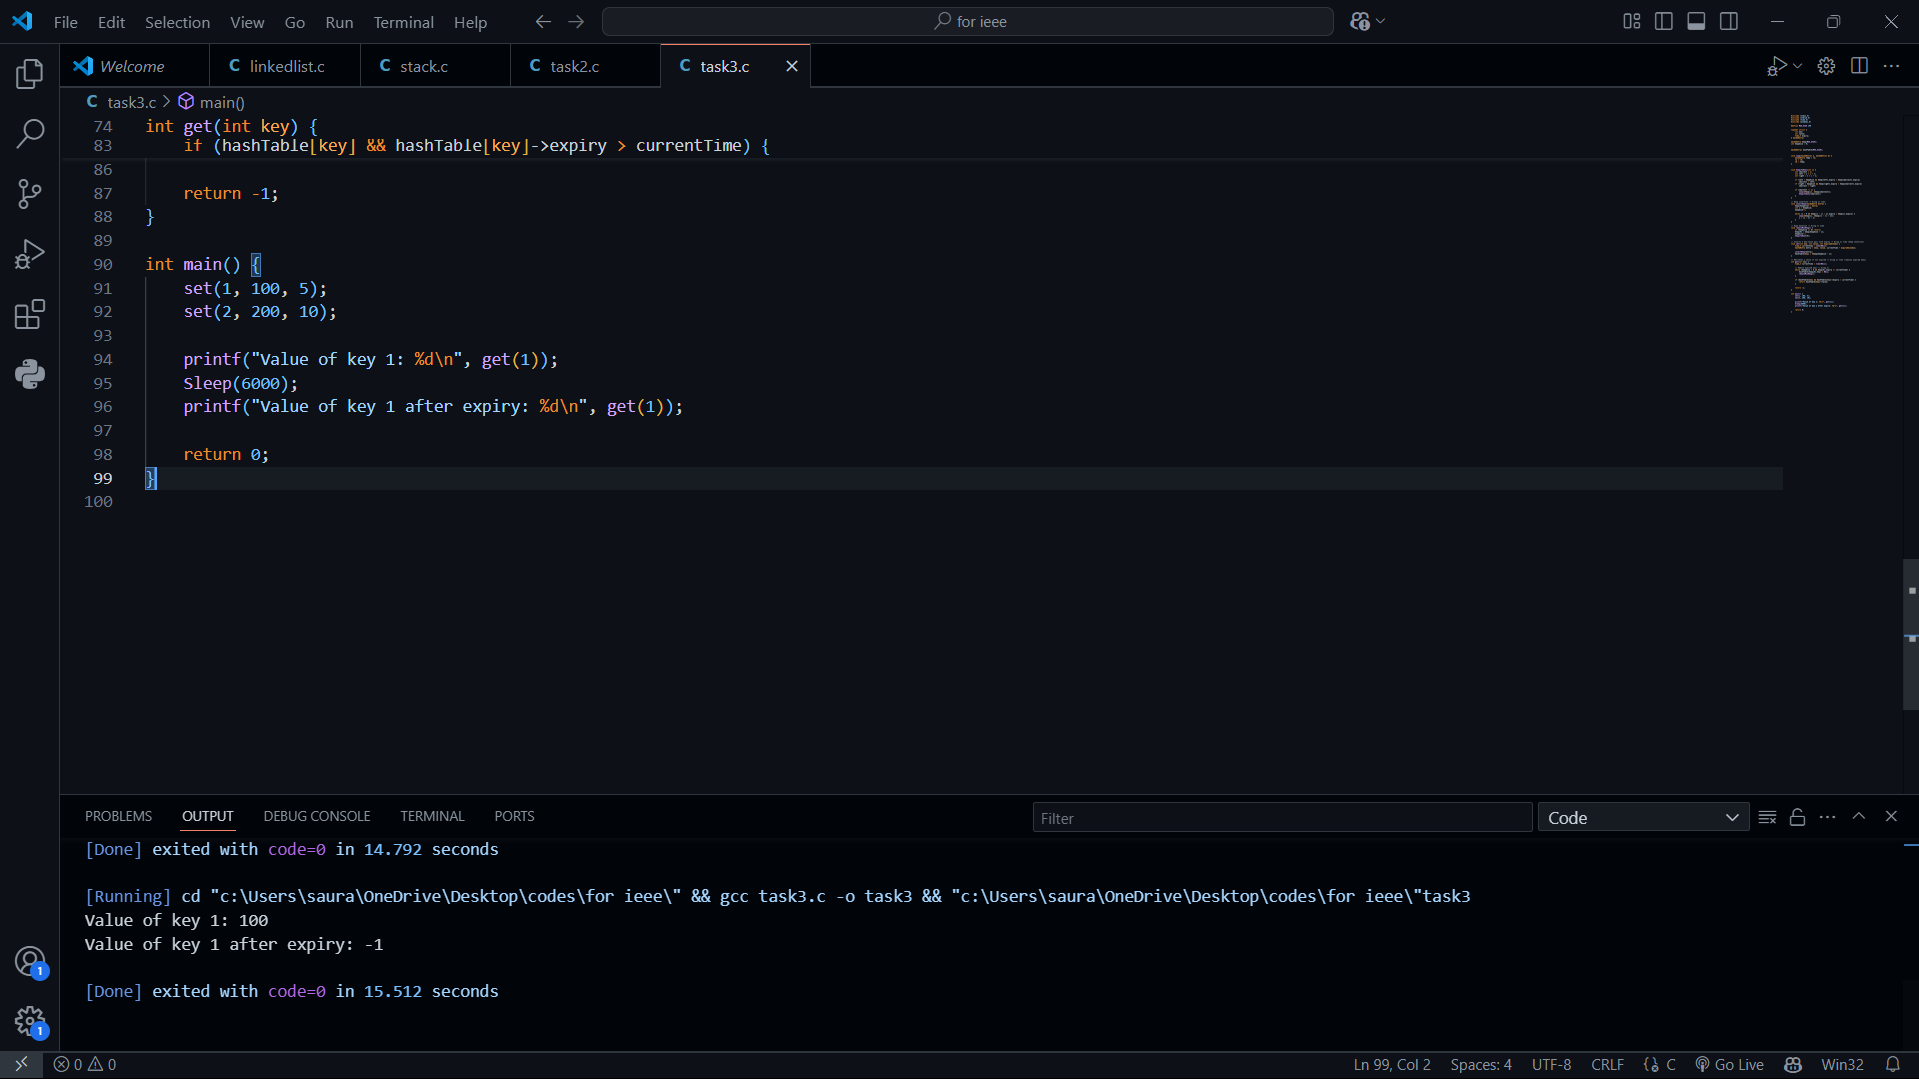 File Edit Selection View Go Run Terminal Help for ieee
Welcome linkedlist.c stack.c task2.c task3.c
task3.c > main()
74 int get(int key) {
83 if (hashTable[key] && hashTable[key]->expiry > currentTime) {
86
87 return -1;
88 }
89
90 int main() {
91 set(1, 100, 5);
92 set(2, 200, 10);
93
94 printf("Value of key 1: %d\n", get(1));
95 Sleep(6000);
96 printf("Value of key 1 after expiry: %d\n", get(1));
97
98 return 0;
99 }
100
PROBLEMS OUTPUT DEBUG CONSOLE TERMINAL PORTS Filter Code
[Done] exited with code=0 in 14.792 seconds
[Running] cd "c:\Users\saura\OneDrive\Desktop\codes\for ieee\" && gcc task3.c -o task3 && "c:\Users\saura\OneDrive\Desktop\codes\for ieee\"task3
Value of key 1: 100
Value of key 1 after expiry: -1
[Done] exited with code=0 in 15.512 seconds
1
1
0 0 Ln 99, Col 2 Spaces: 4 UTF-8 CRLF C Go Live Win32